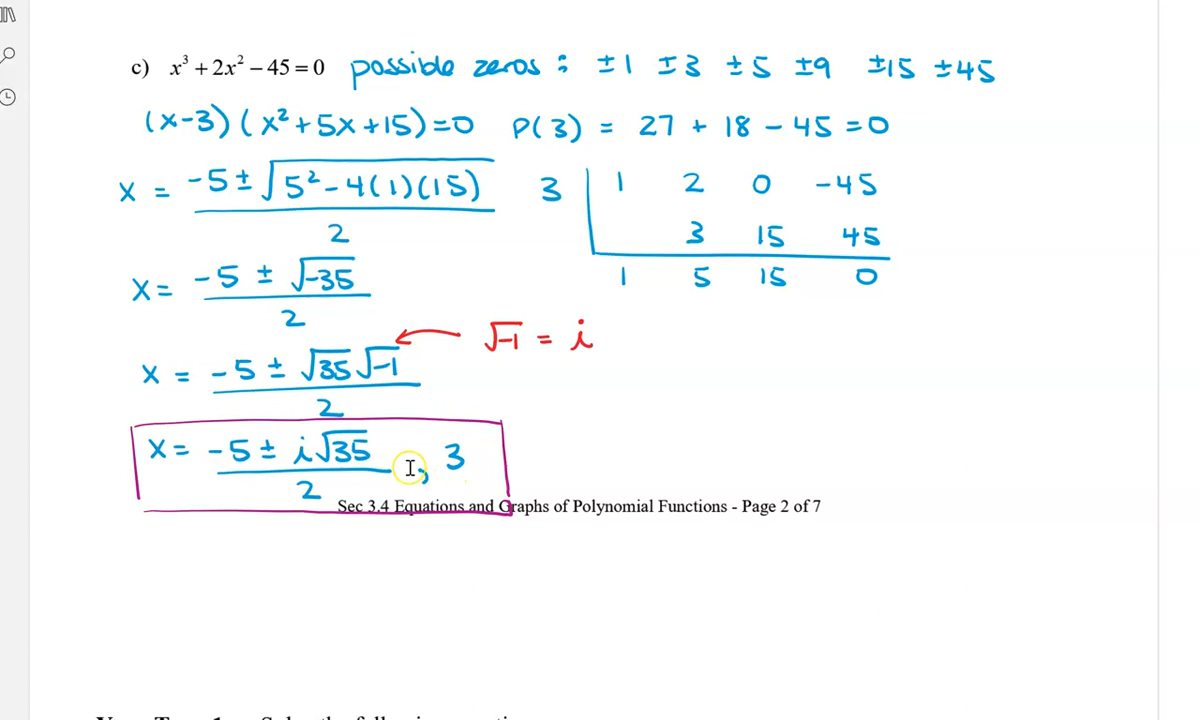 c) x³ + 2x² – 45 = 0 possible zeros : ±1 ±3 ±5 ±9 ±15 ±45
(x-3)(x²+5x+15)=0 P(3) = 27 + 18 - 45 = 0
x = -5±√5²-4(1)(15) 3 | 1 2 0 -45
2 3 15 45
x = -5 ± √-35 1 5 15 0
2
√-1 = i
x = -5 ± √35 √-1
2
x = -5 ± i√35 , 3
2
Sec 3.4 Equations and Graphs of Polynomial Functions - Page 2 of 7